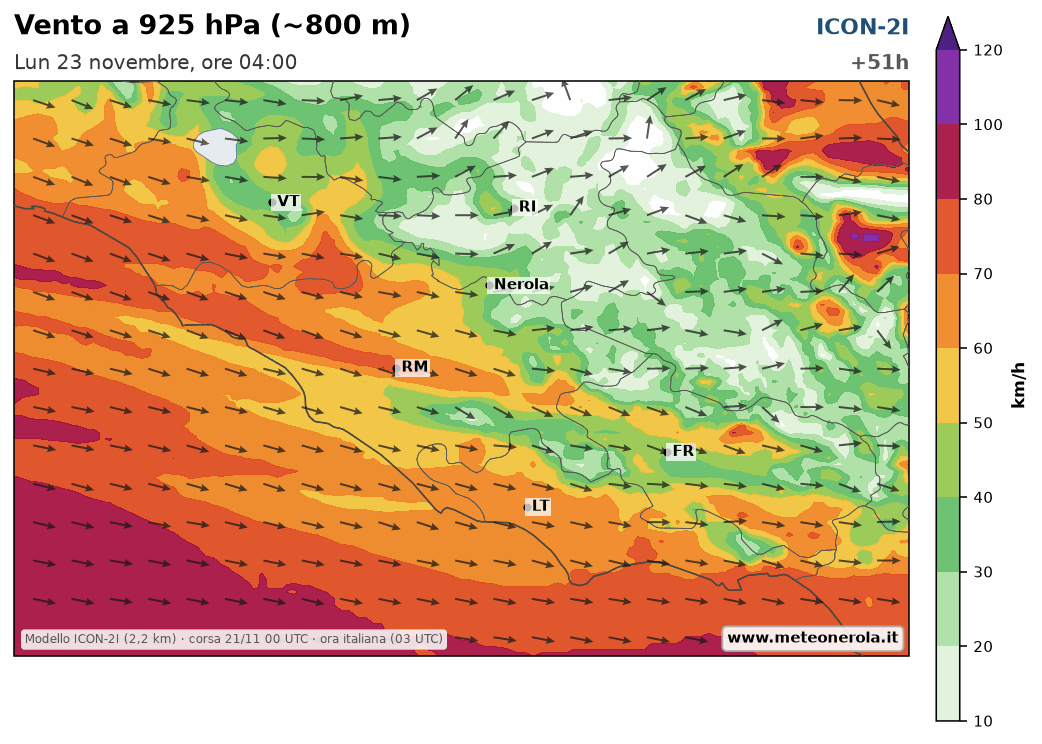 Vento a 925 hPa (~800 m)
ICON-2I
Lun 23 novembre, ore 04:00
+51h
VT
RI
Nerola
RM
FR
LT
Modello ICON-2I (2,2 km) · corsa 21/11 00 UTC · ora italiana (03 UTC)
www.meteonerola.it
120
100
80
70
60
50
40
30
20
10
km/h